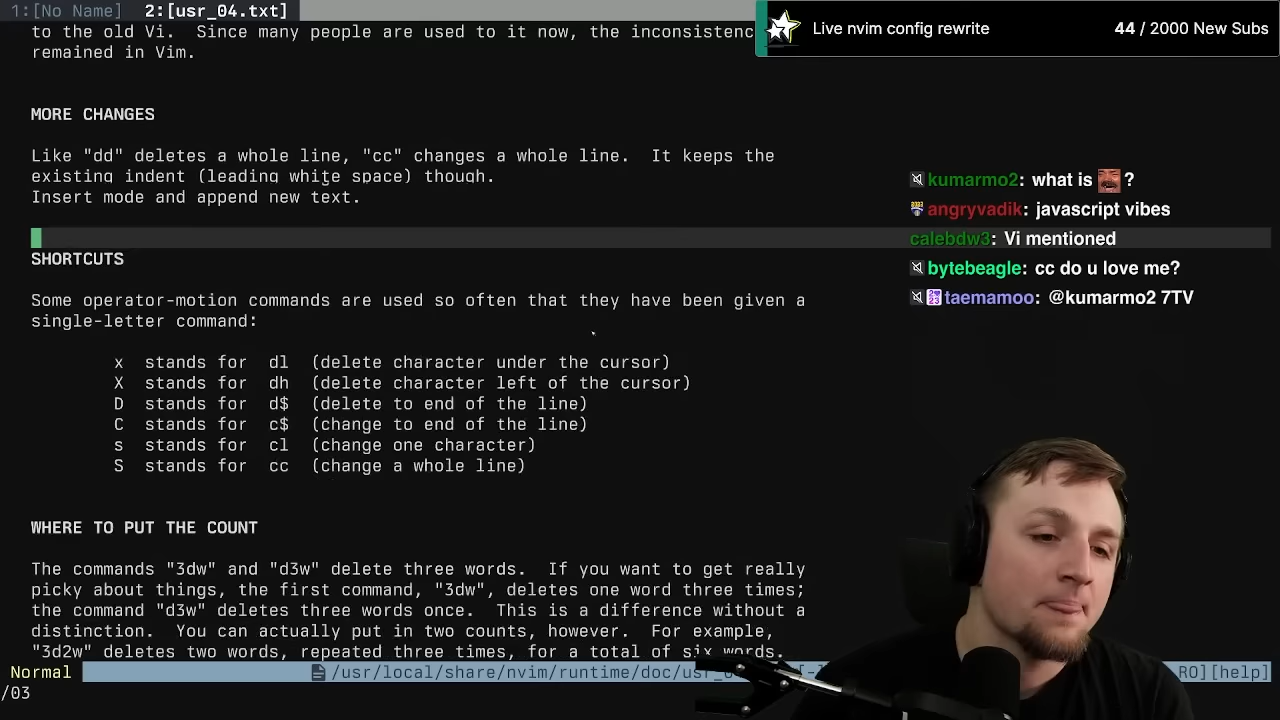 1:[No Name]  2:[usr_04.txt]
to the old Vi.  Since many people are used to it now, the inconsistenc
remained in Vim.
Live nvim config rewrite
44 / 2000 New Subs
MORE CHANGES
Like "dd" deletes a whole line, "cc" changes a whole line.  It keeps the
existing indent (leading white space) though.
Insert mode and append new text.
kumarmo2: what is ?
angryvadik: javascript vibes
calebdw3: Vi mentioned
bytebeagle: cc do u love me?
taemamoo: @kumarmo2 7TV
SHORTCUTS
Some operator-motion commands are used so often that they have been given a
single-letter command:
x  stands for  dl  (delete character under the cursor)
X  stands for  dh  (delete character left of the cursor)
D  stands for  d$  (delete to end of the line)
C  stands for  c$  (change to end of the line)
s  stands for  cl  (change one character)
S  stands for  cc  (change a whole line)
WHERE TO PUT THE COUNT
The commands "3dw" and "d3w" delete three words.  If you want to get really
picky about things, the first command, "3dw", deletes one word three times;
the command "d3w" deletes three words once.  This is a difference without a
distinction.  You can actually put in two counts, however.  For example,
"3d2w" deletes two words, repeated three times, for a total of six words.
Normal
/usr/local/share/nvim/runtime/doc/usr_0
[-]
RO][help]
/03